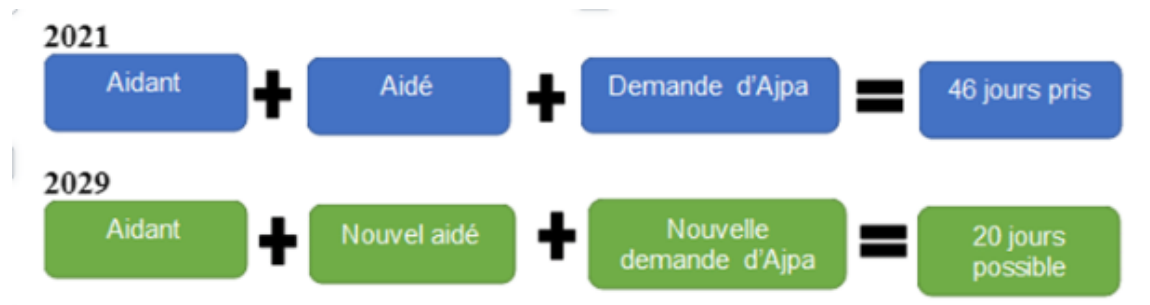 2021
Aidant + Aidé + Demande d'Ajpa = 46 jours pris
2029
Aidant + Nouvel aidé + Nouvelle demande d'Ajpa = 20 jours possible